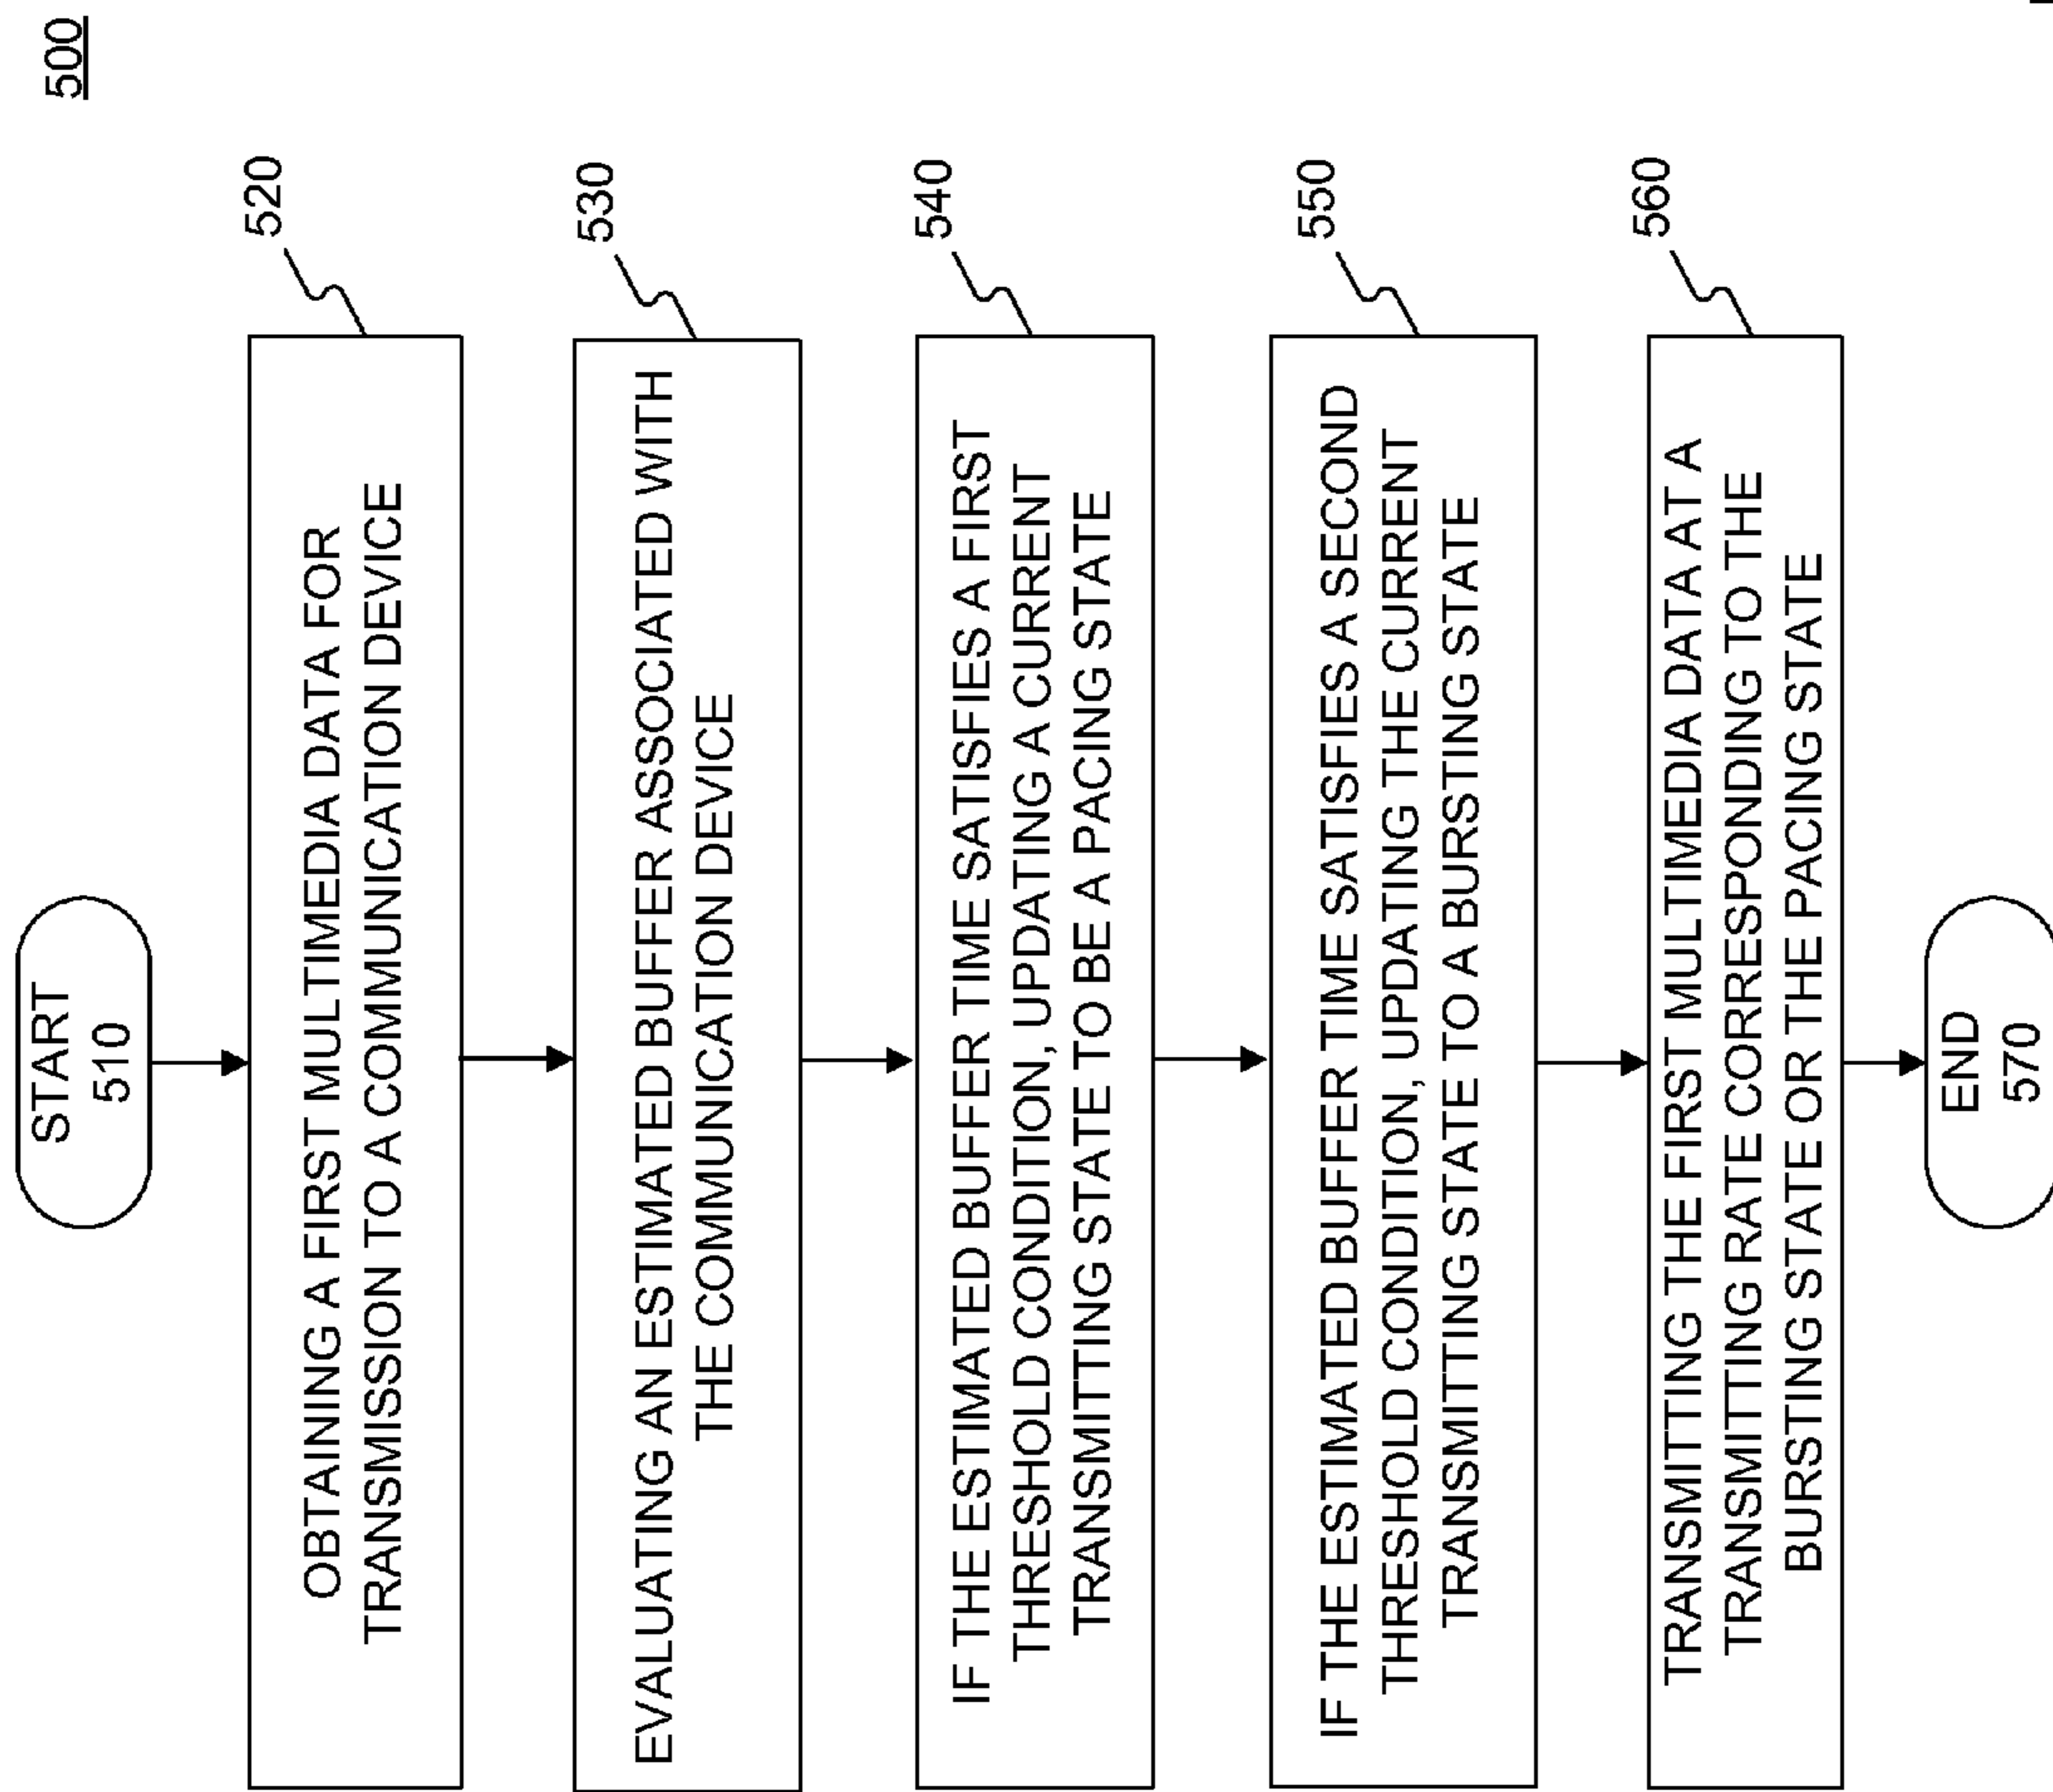 500
START
510
OBTAINING A FIRST MULTIMEDIA DATA FOR
TRANSMISSION TO A COMMUNICATION DEVICE
520
EVALUATING AN ESTIMATED BUFFER ASSOCIATED WITH
THE COMMUNICATION DEVICE
530
IF THE ESTIMATED BUFFER TIME SATISFIES A FIRST
THRESHOLD CONDITION, UPDATING A CURRENT
TRANSMITTING STATE TO BE A PACING STATE
540
IF THE ESTIMATED BUFFER TIME SATISFIES A SECOND
THRESHOLD CONDITION, UPDATING THE CURRENT
TRANSMITTING STATE TO A BURSTING STATE
550
TRANSMITTING THE FIRST MULTIMEDIA DATA AT A
TRANSMITTING RATE CORRESPONDING TO THE
BURSTING STATE OR THE PACING STATE
560
END
570